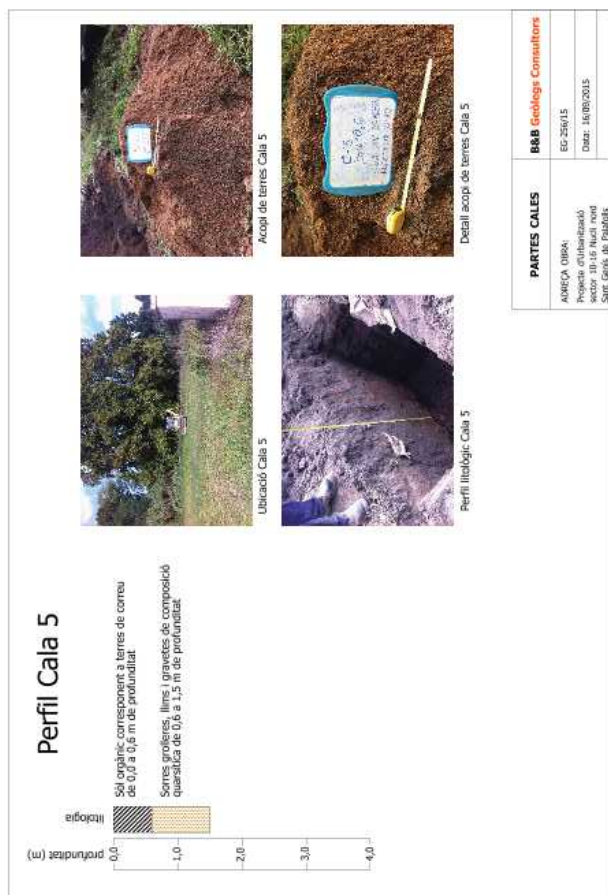 Perfil Cala 5
profunditat (m)
litologia
0,0
1,0
2,0
3,0
4,0
Sòl orgànic corresponent a terres de correu
de 0,0 a 0,6 m de profunditat
Sorres grolleres, llims i gravetes de composició
quarsítica de 0,6 a 1,5 m de profunditat
Ubicació Cala 5
Acopi de terres Cala 5
Perfil litològic Cala 5
Detall acopi de terres Cala 5
C-5
PARTES CALES
B&B Geòlegs Consultors
ADREÇA OBRA:
Projecte d'Urbanització
sector 10-16 Nucli nord
Sant Genís de Palafolls
EG-256/15
Data: 16/09/2015